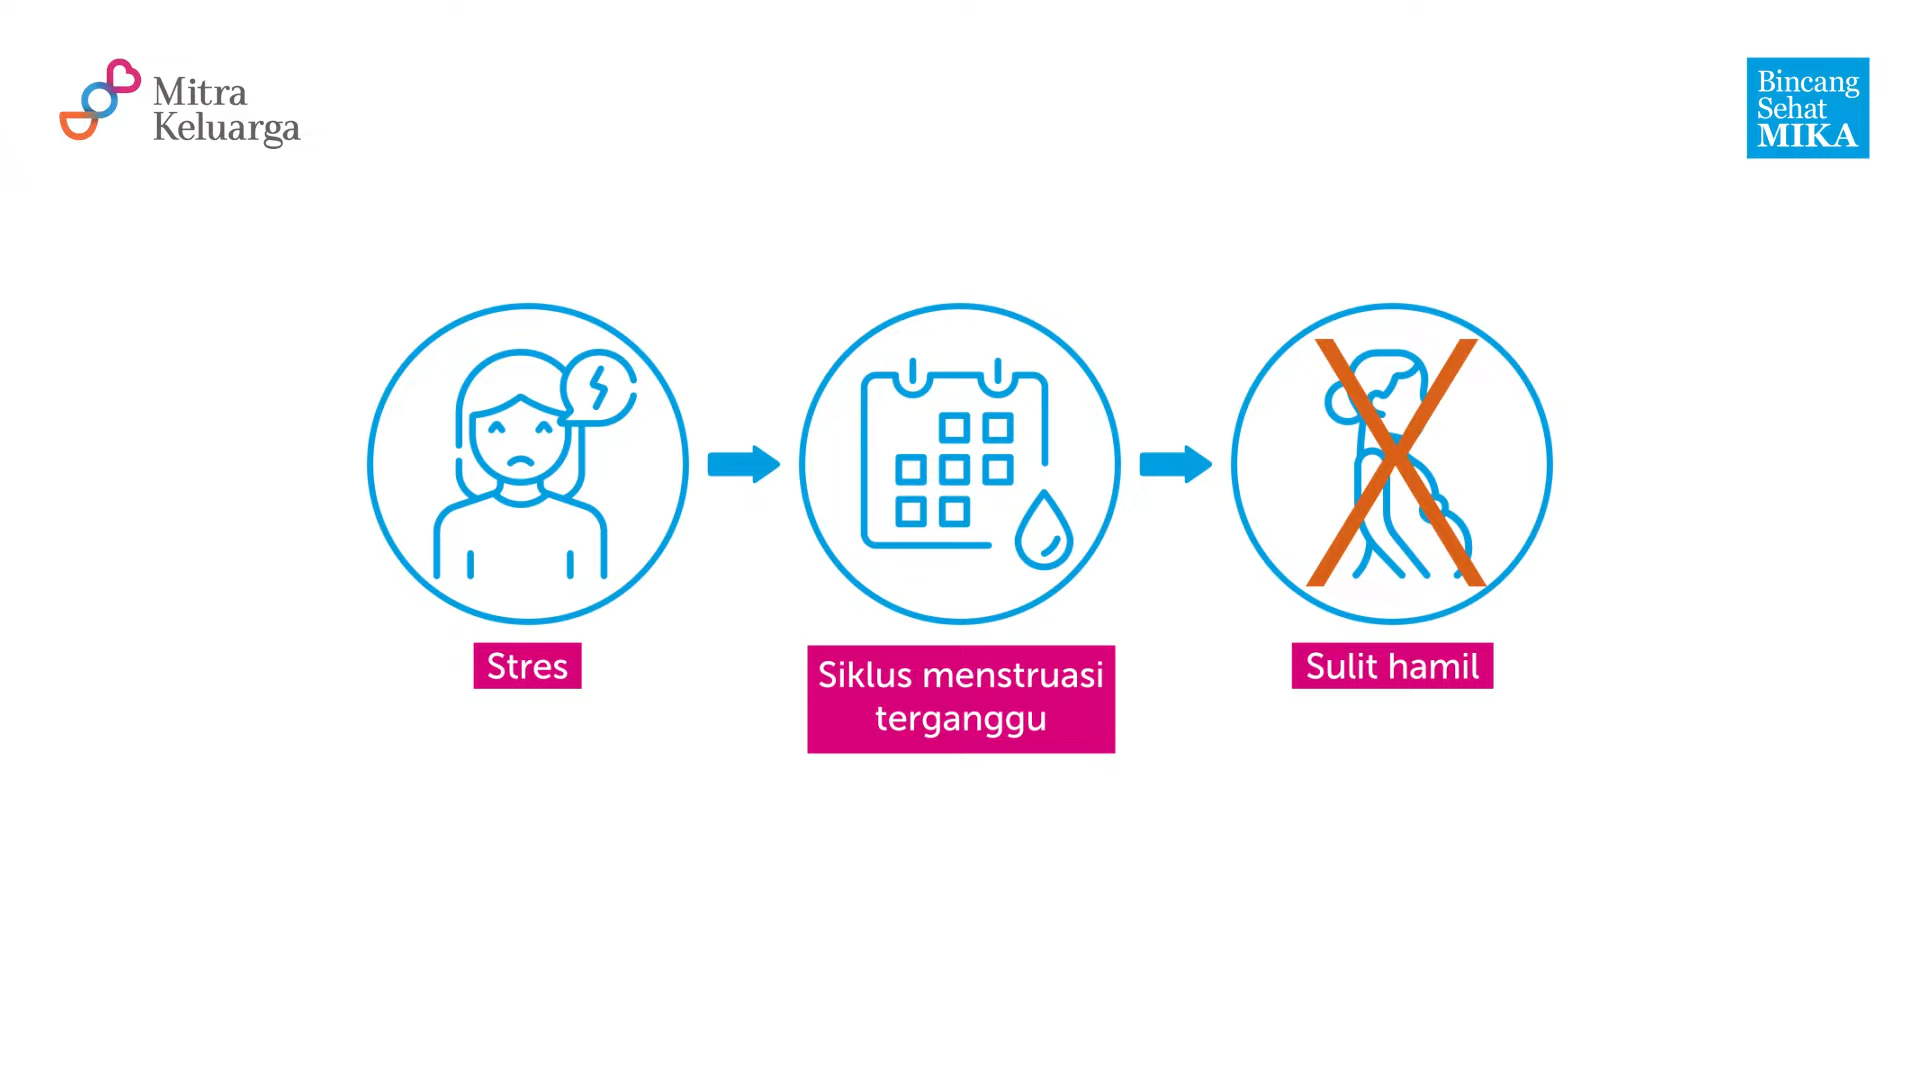 Mitra
Keluarga
Bincang
Sehat
MIKA
Stres
Siklus menstruasi
terganggu
Sulit hamil